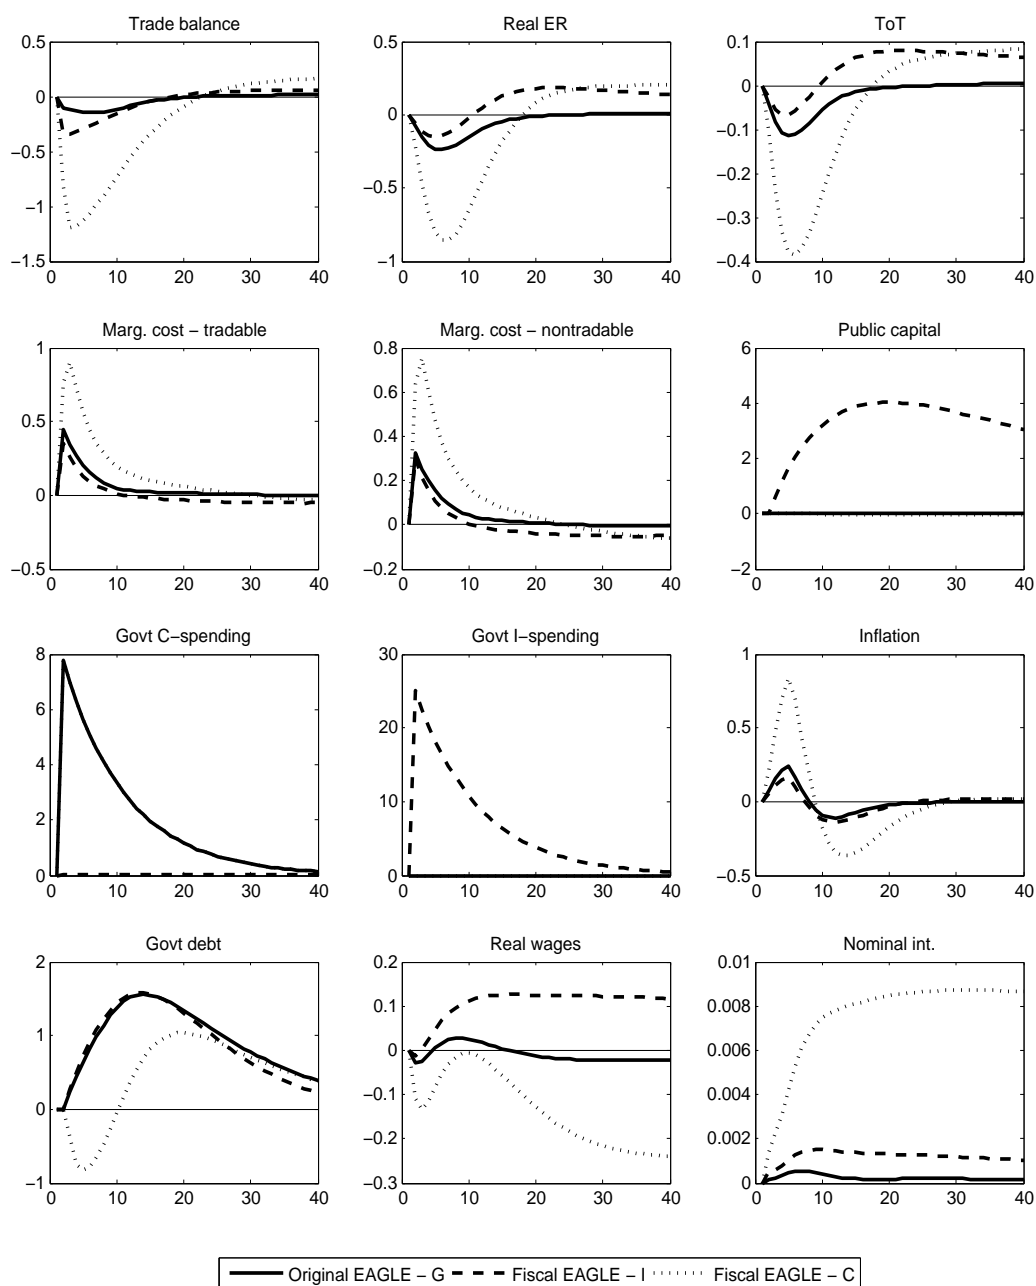 Trade balance Real ER ToT
0.5 0.5 0.1
0 0 0
−0.5 −0.5 −0.1
−1 −1 −0.2
−1.5 −0.3
−0.4
0 10 20 30 40 0 10 20 30 40 0 10 20 30 40
Marg. cost − tradable Marg. cost − nontradable Public capital
1 0.8 6
0.5 0.6 4
0 0.4 2
−0.5 0.2 0
0 −2
−0.2
0 10 20 30 40 0 10 20 30 40 0 10 20 30 40
Govt C−spending Govt I−spending Inflation
8 30 1
6 20 0.5
4 10 0
2 0 −0.5
0
0 10 20 30 40 0 10 20 30 40 0 10 20 30 40
Govt debt Real wages Nominal int.
2 0.2 0.01
1 0.1 0.008
0 0 0.006
−1 −0.1 0.004
−0.2 0.002
−0.3 0
0 10 20 30 40 0 10 20 30 40 0 10 20 30 40
Original EAGLE − G Fiscal EAGLE − I Fiscal EAGLE − C